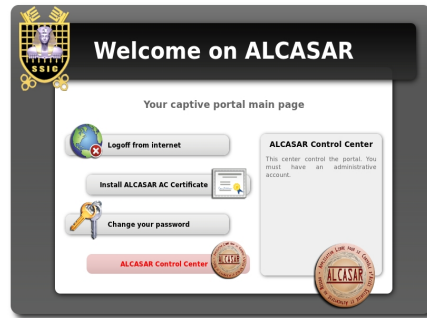 SSIC
Welcome on ALCASAR
Your captive portal main page
Logoff from internet
Install ALCASAR AC Certificate
Change your password
ALCASAR Control Center
ALCASAR
ALCASAR Control Center
This center control the portal. You
must have an administrative
account.
ALCASAR